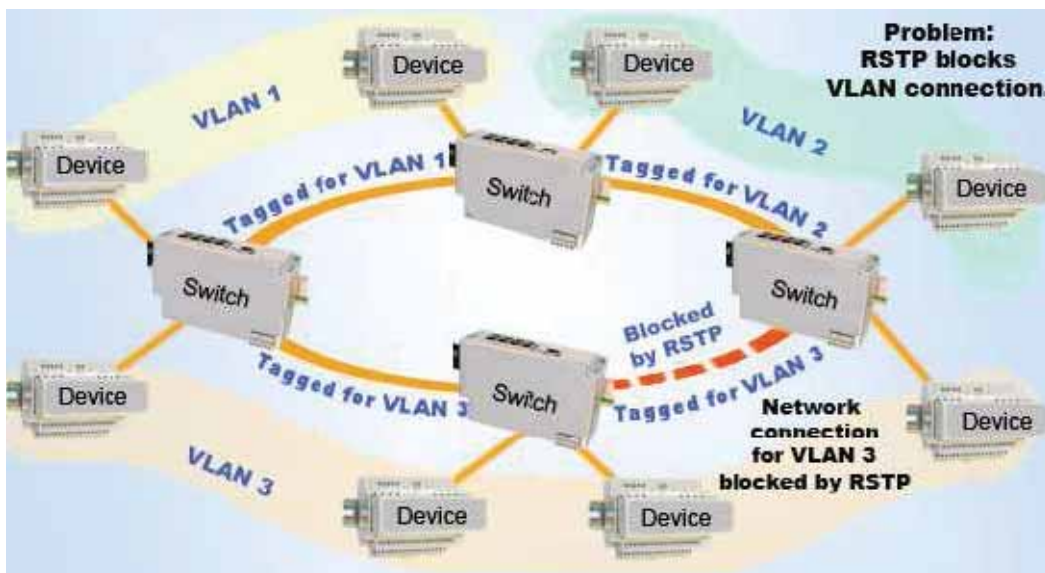 Problem:
RSTP blocks
VLAN connection.
Device
Device
VLAN 1
VLAN 2
Device
Device
Tagged for VLAN 1
Switch
Tagged for VLAN 2
Switch
Switch
Blocked
by RSTP
Tagged for VLAN 3
Switch
Tagged for VLAN 3
Device
Network
connection
for VLAN 3
blocked by RSTP
Device
VLAN 3
Device
Device